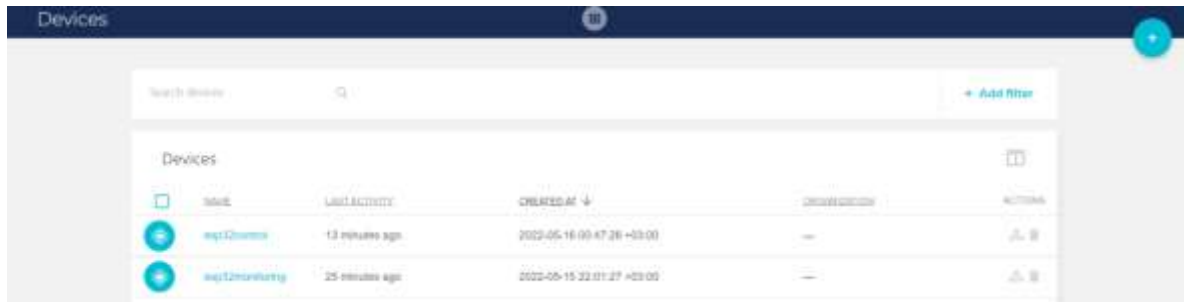 Devices
Search devices
+ Add filter
Devices
NAME LAST ACTIVITY CREATED AT ↓ ORGANIZATION ACTIONS
esp32control 13 minutes ago 2022-05-16 00:47:26 +03:00 —
esp32monitoring 25 minutes ago 2022-05-15 22:01:27 +03:00 —